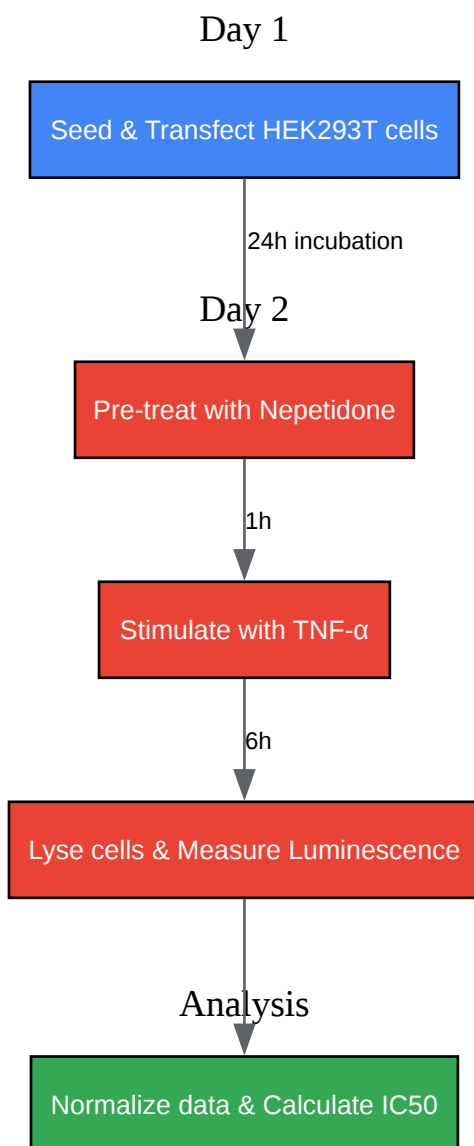 Day 1
Seed & Transfect HEK293T cells
24h incubation
Day 2
Pre-treat with Nepetidone
1h
Stimulate with TNF-α
6h
Lyse cells & Measure Luminescence
Analysis
Normalize data & Calculate IC50